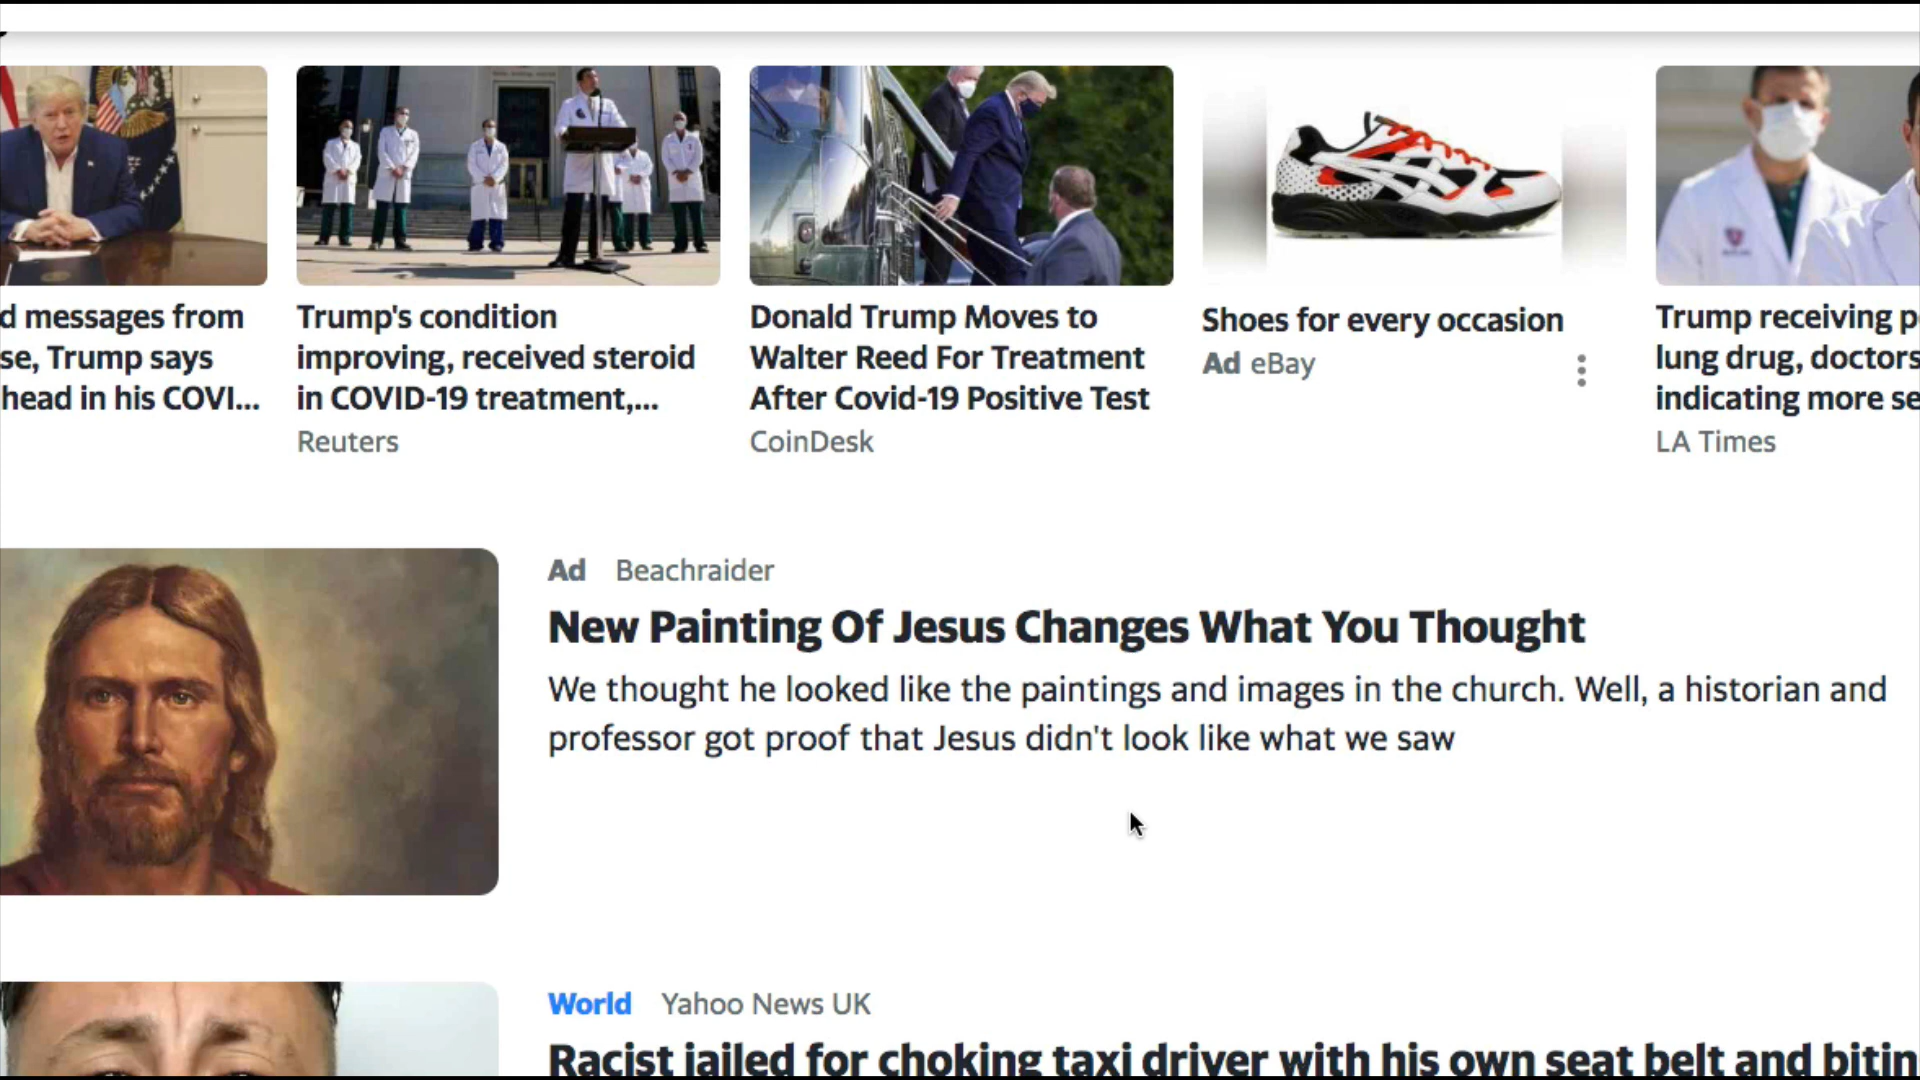 d messages from
se, Trump says
head in his COVI...
Trump's condition
improving, received steroid
in COVID-19 treatment,...
Reuters
Donald Trump Moves to
Walter Reed For Treatment
After Covid-19 Positive Test
CoinDesk
Shoes for every occasion
Ad eBay
Trump receiving p
lung drug, doctors
indicating more se
LA Times
Ad Beachraider
New Painting Of Jesus Changes What You Thought
We thought he looked like the paintings and images in the church. Well, a historian and
professor got proof that Jesus didn't look like what we saw
World Yahoo News UK
Racist jailed for choking taxi driver with his own seat belt and bitin